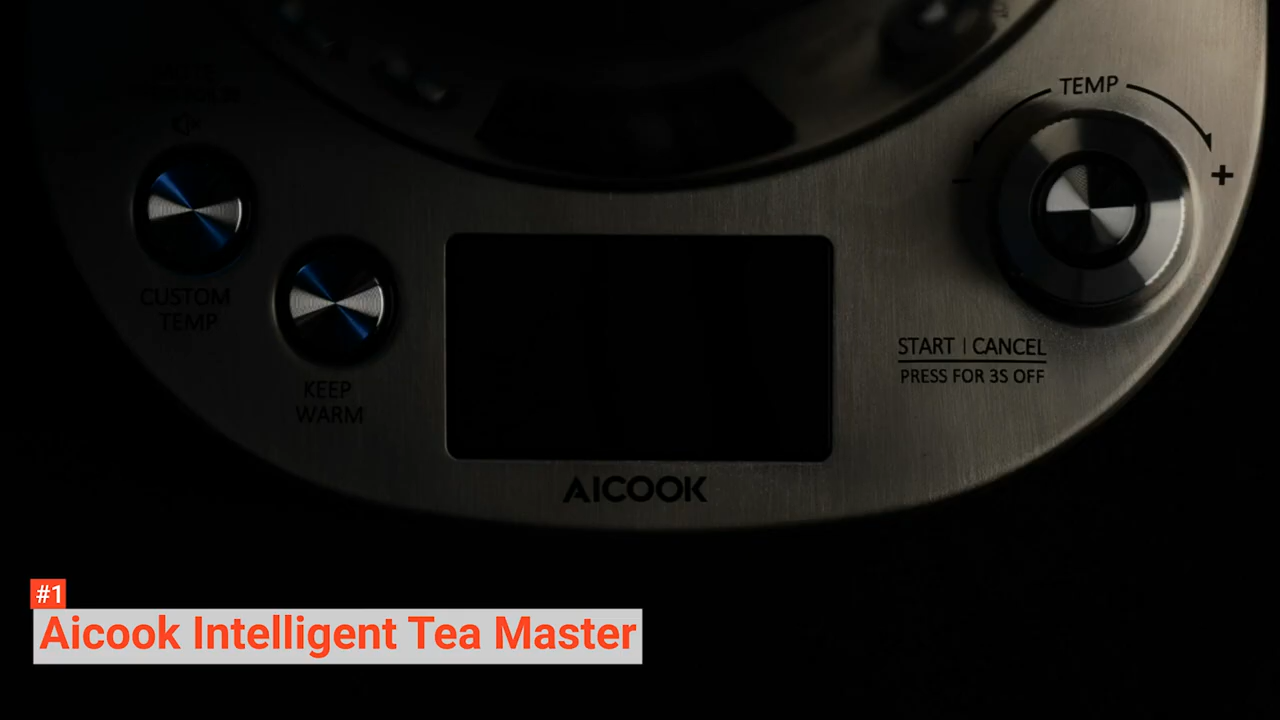 TEMP
- +
CUSTOM
TEMP
KEEP
WARM
START | CANCEL
PRESS FOR 3S OFF
AICOOK
#1
Aicook Intelligent Tea Master